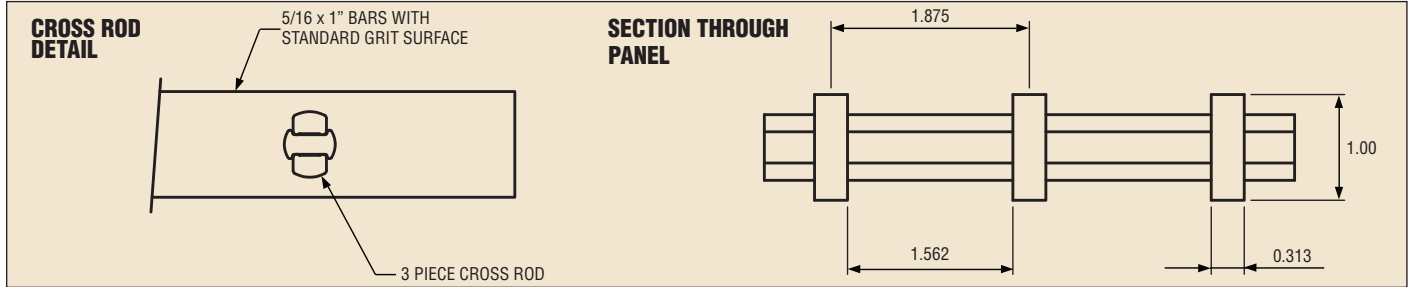 CROSS ROD
DETAIL
5/16 x 1” BARS WITH
STANDARD GRIT SURFACE
3 PIECE CROSS ROD
SECTION THROUGH
PANEL
1.875
1.00
1.562
0.313